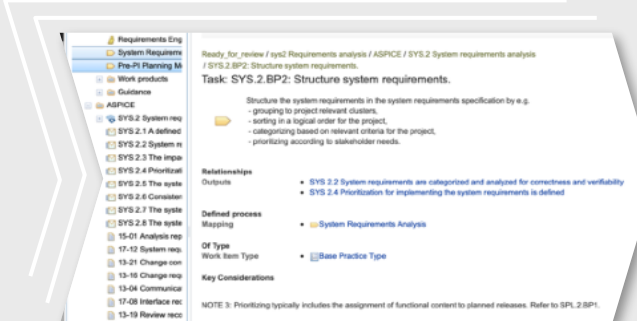 Requirements Eng
System Requireme
Pre-PI Planning M
Work products
Guidance
ASPICE
SYS.2 System req
SYS 2.1 A defined
SYS 2.2 System re
SYS 2.3 The impa
SYS 2.4 Prioritizati
SYS 2.5 The syste
SYS 2.6 Consisten
SYS 2.7 The syste
SYS 2.8 The syste
15-01 Analysis rep
17-12 System req
13-21 Change con
13-16 Change req
13-04 Communicat
17-08 Interface rec
13-19 Review reco
Ready_for_review / sys2 Requirements analysis / ASPICE / SYS.2 System requirements analysis
/ SYS.2.BP2: Structure system requirements.
Task: SYS.2.BP2: Structure system requirements.
Structure the system requirements in the system requirements specification by e.g.
- grouping to project relevant clusters,
- sorting in a logical order for the project,
- categorizing based on relevant criteria for the project,
- prioritizing according to stakeholder needs.
Relationships
Outputs
• SYS 2.2 System requirements are categorized and analyzed for correctness and verifiability
• SYS 2.4 Prioritization for implementing the system requirements is defined
Defined process
Mapping
• System Requirements Analysis
Of Type
Work Item Type
• Base Practice Type
Key Considerations
NOTE 3: Prioritizing typically includes the assignment of functional content to planned releases. Refer to SPL.2.BP1.